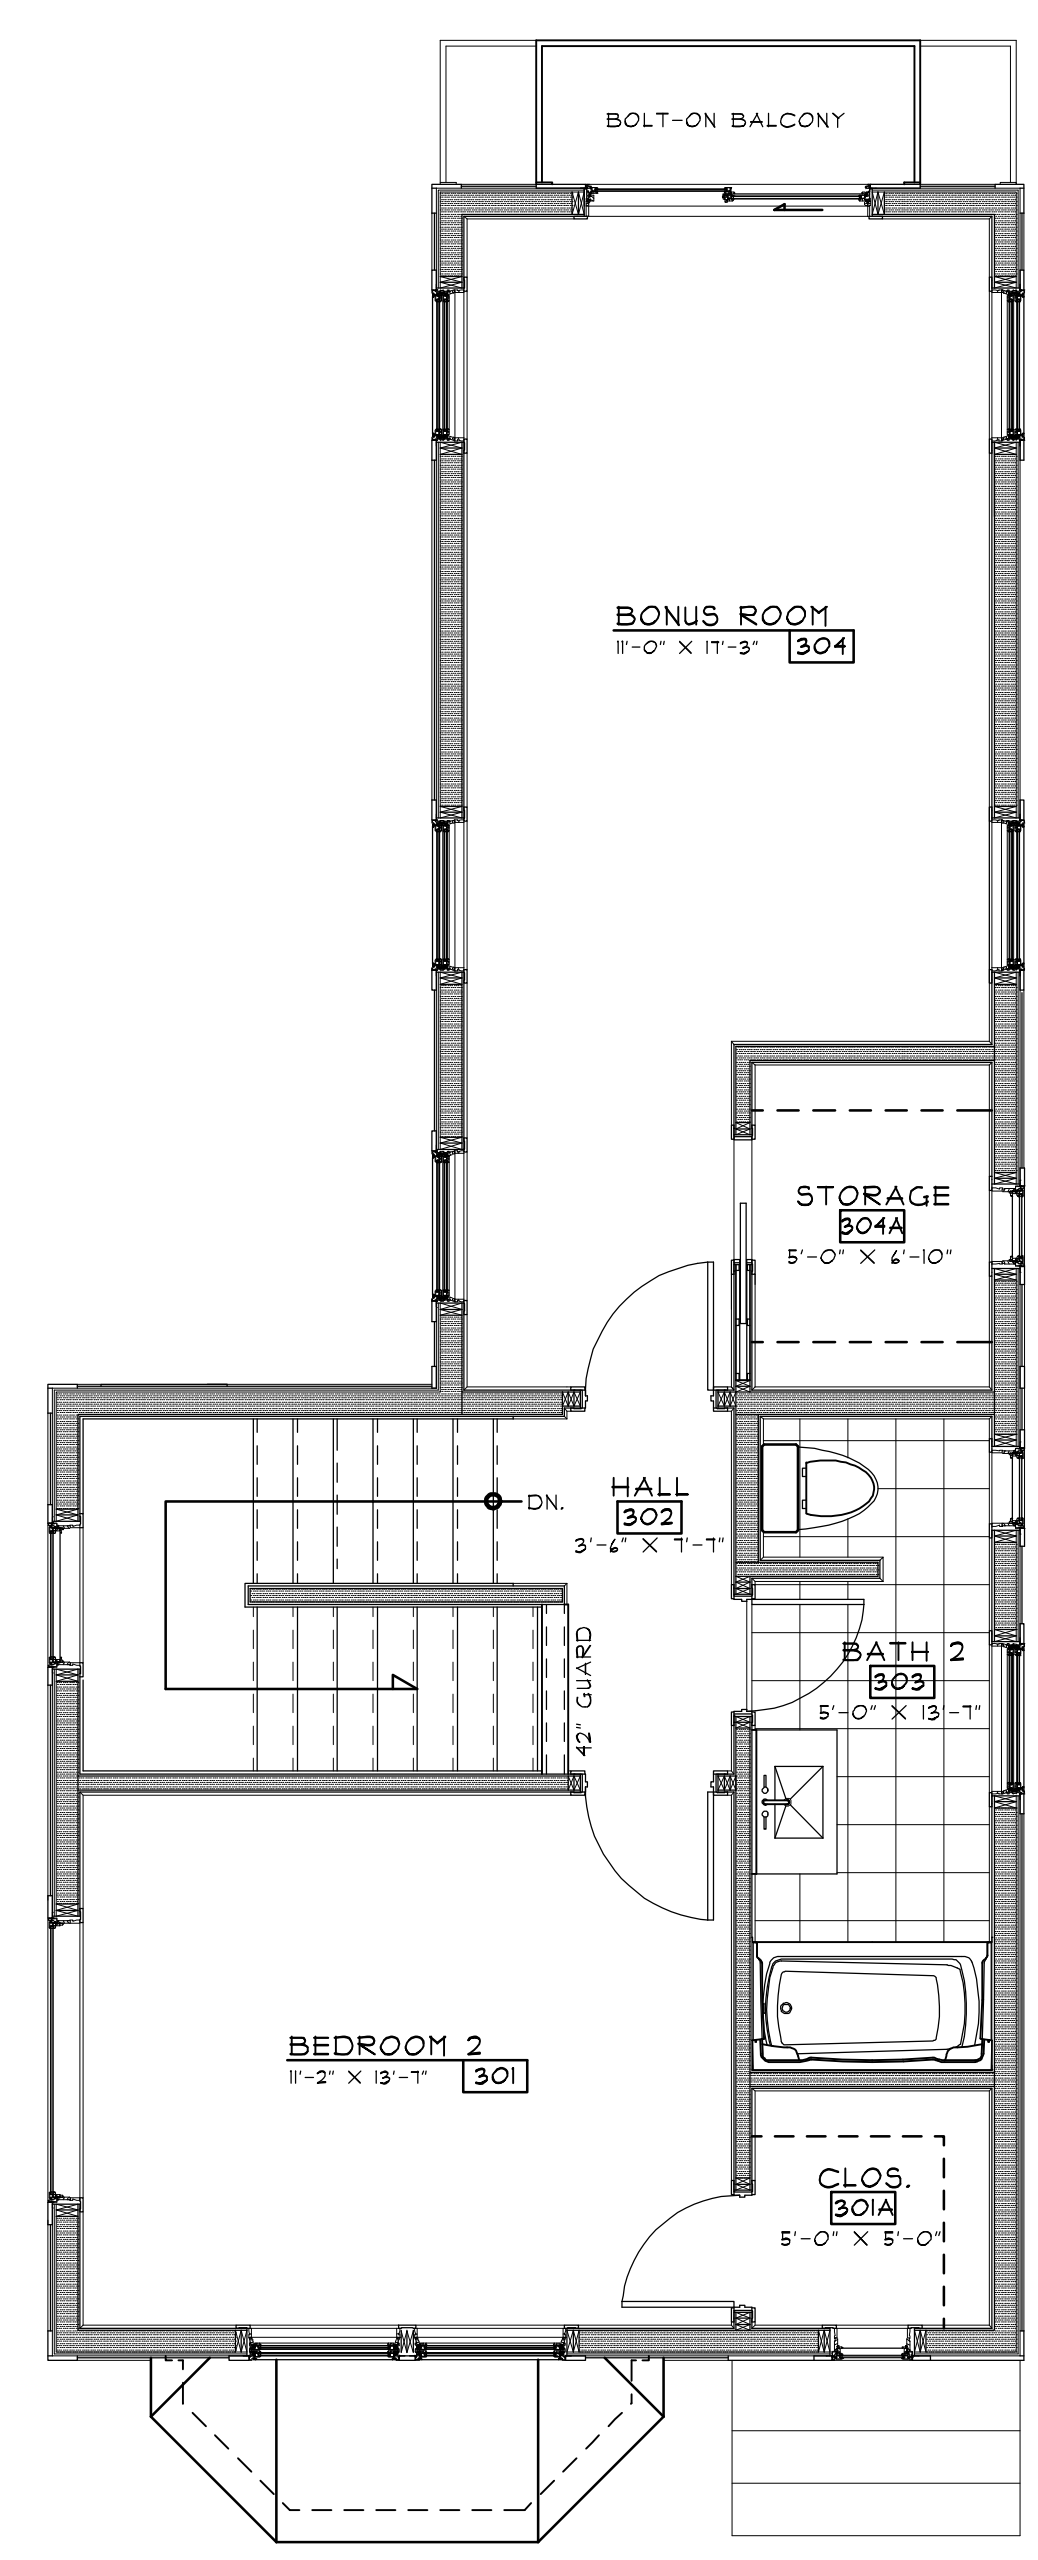 BOLT-ON BALCONY
BONUS ROOM
11'-0" X 17'-3" 304
STORAGE
304A
5'-0" X 6'-10"
HALL
302
3'-6" X 7'-7"
DN.
42" GUARD
BATH 2
303
5'-0" X 13'-7"
BEDROOM 2
11'-2" X 13'-7" 301
CLOS.
301A
5'-0" X 5'-0"